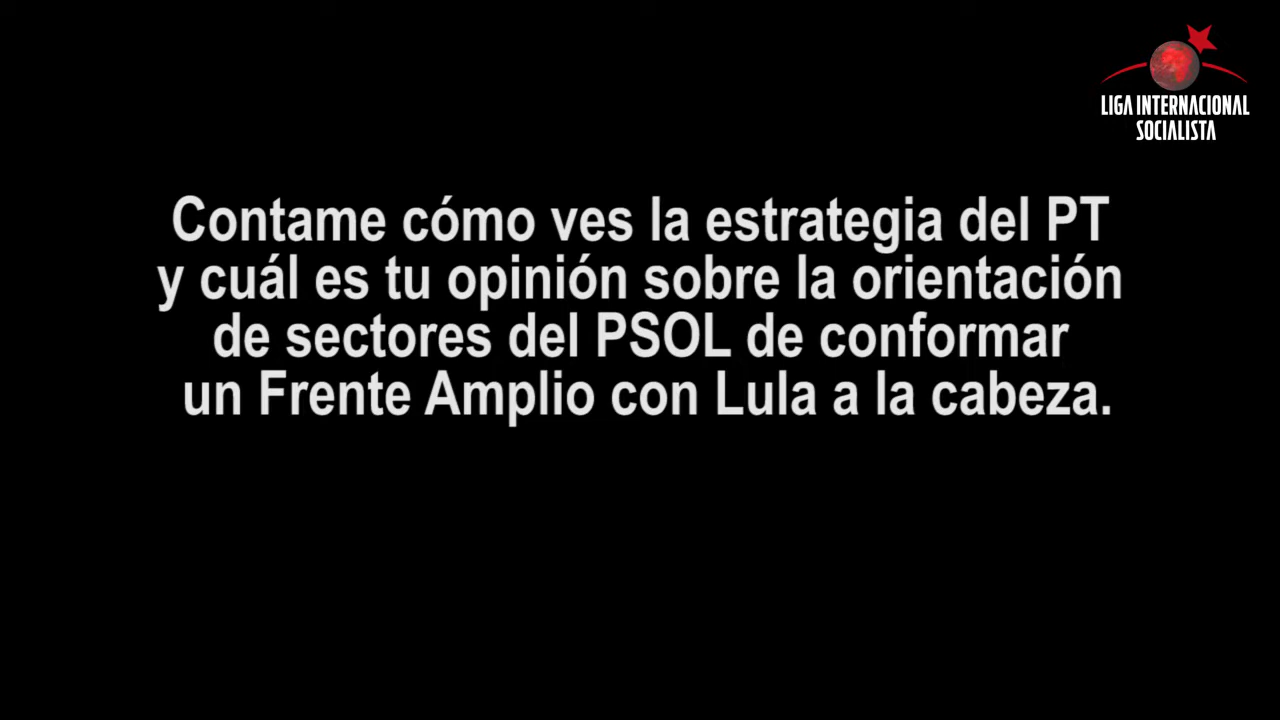 LIGA INTERNACIONAL
SOCIALISTA
Contame cómo ves la estrategia del PT
y cuál es tu opinión sobre la orientación
de sectores del PSOL de conformar
un Frente Amplio con Lula a la cabeza.